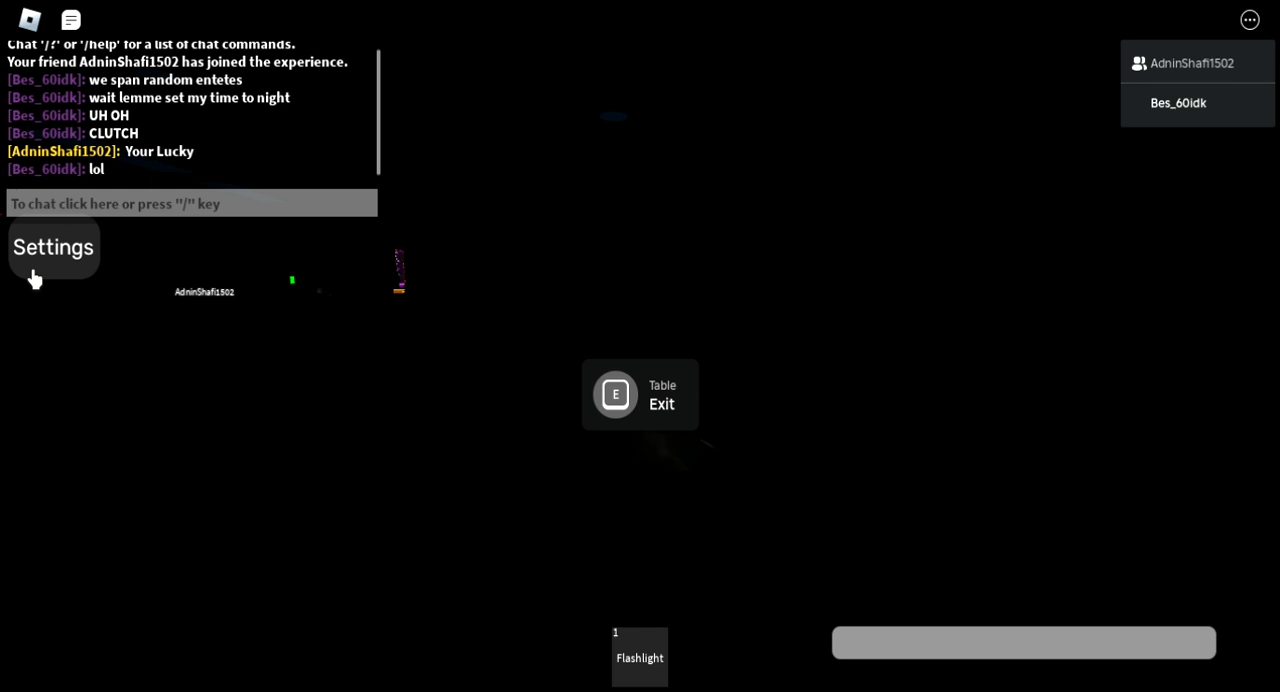 Chat '/?' or '/help' for a list of chat commands.
Your friend AdninShafi1502 has joined the experience.
[Bes_60idk]: we span random entetes
[Bes_60idk]: wait lemme set my time to night
[Bes_60idk]: UH OH
[Bes_60idk]: CLUTCH
[AdninShafi1502]: Your Lucky
[Bes_60idk]: lol
To chat click here or press "/" key
Settings
AdninShafi1502
AdninShafi1502
Bes_60idk
E
Table
Exit
1
Flashlight